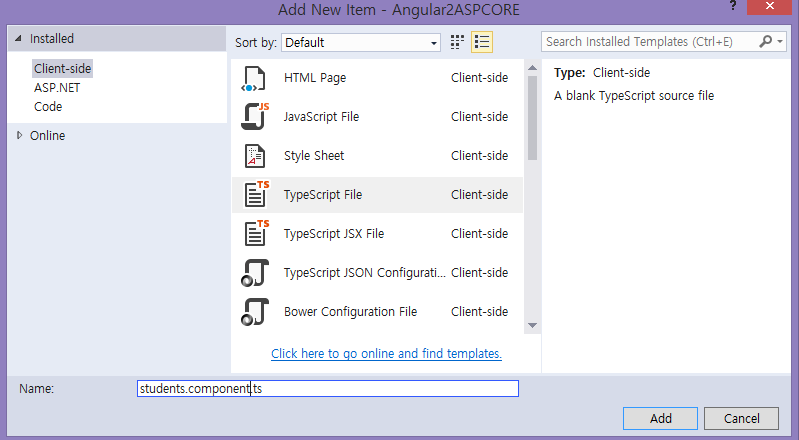 Add New Item - Angular2ASPCORE
? ×
Installed
Client-side
ASP.NET
Code
Online
Sort by: Default
HTML Page Client-side
JS
JavaScript File Client-side
Style Sheet Client-side
TS
TypeScript File Client-side
TS
TypeScript JSX File Client-side
TypeScript JSON Configurati... Client-side
Bower Configuration File Client-side
Click here to go online and find templates.
Search Installed Templates (Ctrl+E)
Type: Client-side
A blank TypeScript source file
Name: students.component.ts
Add Cancel